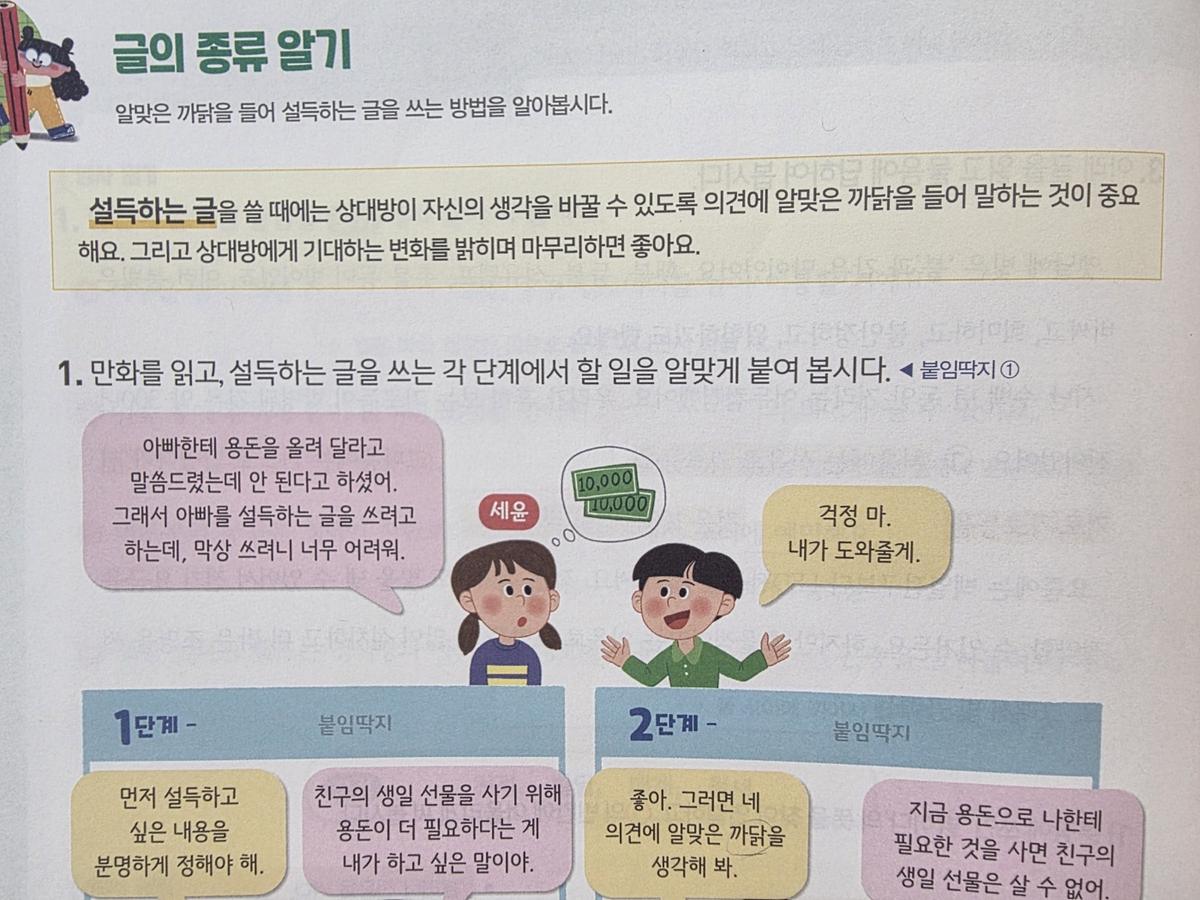 글의 종류 알기
알맞은 까닭을 들어 설득하는 글을 쓰는 방법을 알아봅시다.
설득하는 글을 쓸 때에는 상대방이 자신의 생각을 바꿀 수 있도록 의견에 알맞은 까닭을 들어 말하는 것이 중요
해요. 그리고 상대방에게 기대하는 변화를 밝히며 마무리하면 좋아요.
1. 만화를 읽고, 설득하는 글을 쓰는 각 단계에서 할 일을 알맞게 붙여 봅시다. ◀ 붙임딱지 ①
아빠한테 용돈을 올려 달라고
말씀드렸는데 안 된다고 하셨어.
그래서 아빠를 설득하는 글을 쓰려고
하는데, 막상 쓰려니 너무 어려워.
세윤
10,000
10,000
걱정 마.
내가 도와줄게.
1단계 - 붙임딱지
먼저 설득하고
싶은 내용을
분명하게 정해야 해.
친구의 생일 선물을 사기 위해
용돈이 더 필요하다는 게
내가 하고 싶은 말이야.
2단계 - 붙임딱지
좋아. 그러면 네
의견에 알맞은 까닭을
생각해 봐.
지금 용돈으로 나한테
필요한 것을 사면 친구의
생일 선물은 살 수 없어.